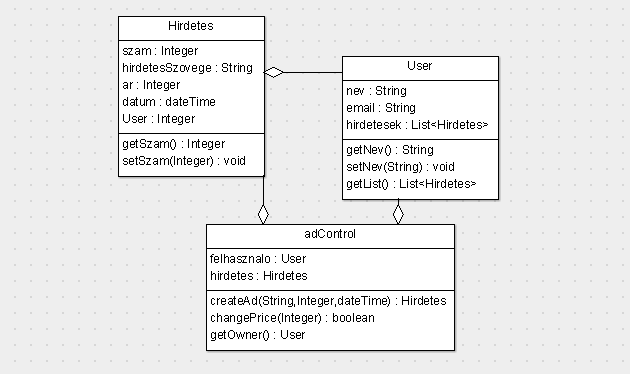 Hirdetes
szam : Integer
hirdetesSzovege : String
ar : Integer
datum : dateTime
User : Integer
getSzam() : Integer
setSzam(Integer) : void
User
nev : String
email : String
hirdetesek : List<Hirdetes>
getNev() : String
setNev(String) : void
getList() : List<Hirdetes>
adControl
felhasznalo : User
hirdetes : Hirdetes
createAd(String,Integer,dateTime) : Hirdetes
changePrice(Integer) : boolean
getOwner() : User